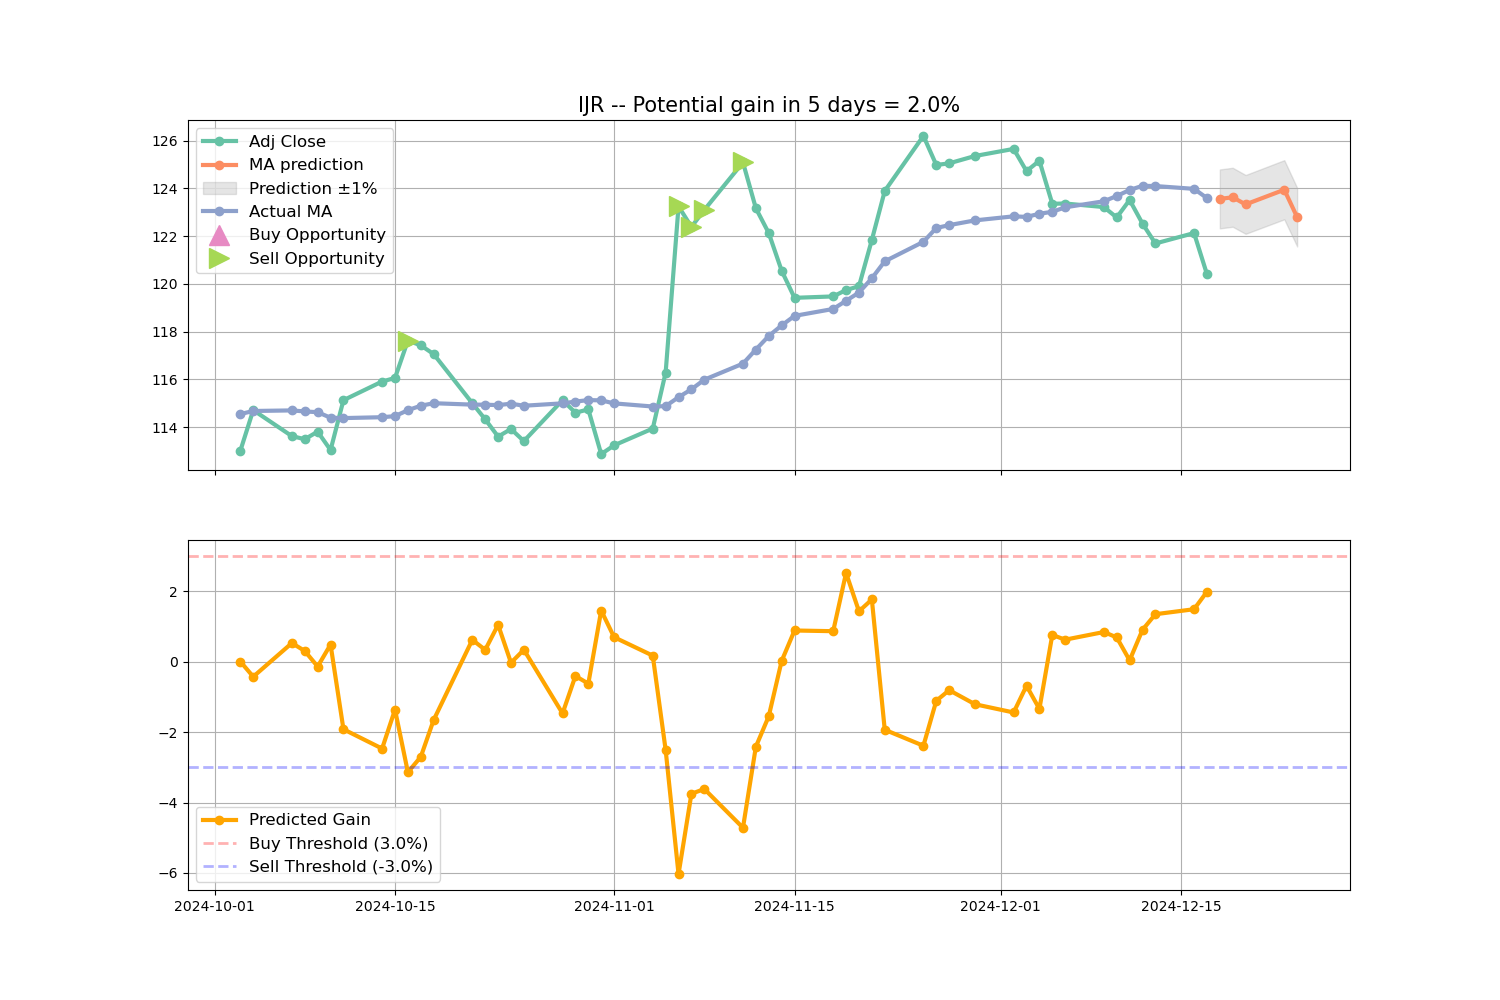 IJR -- Potential gain in 5 days = 2.0%
126
124
122
120
118
116
114
Adj Close
MA prediction
Prediction ±1%
Actual MA
Buy Opportunity
Sell Opportunity
2
0
−2
−4
−6
Predicted Gain
Buy Threshold (3.0%)
Sell Threshold (-3.0%)
2024-10-01
2024-10-15
2024-11-01
2024-11-15
2024-12-01
2024-12-15